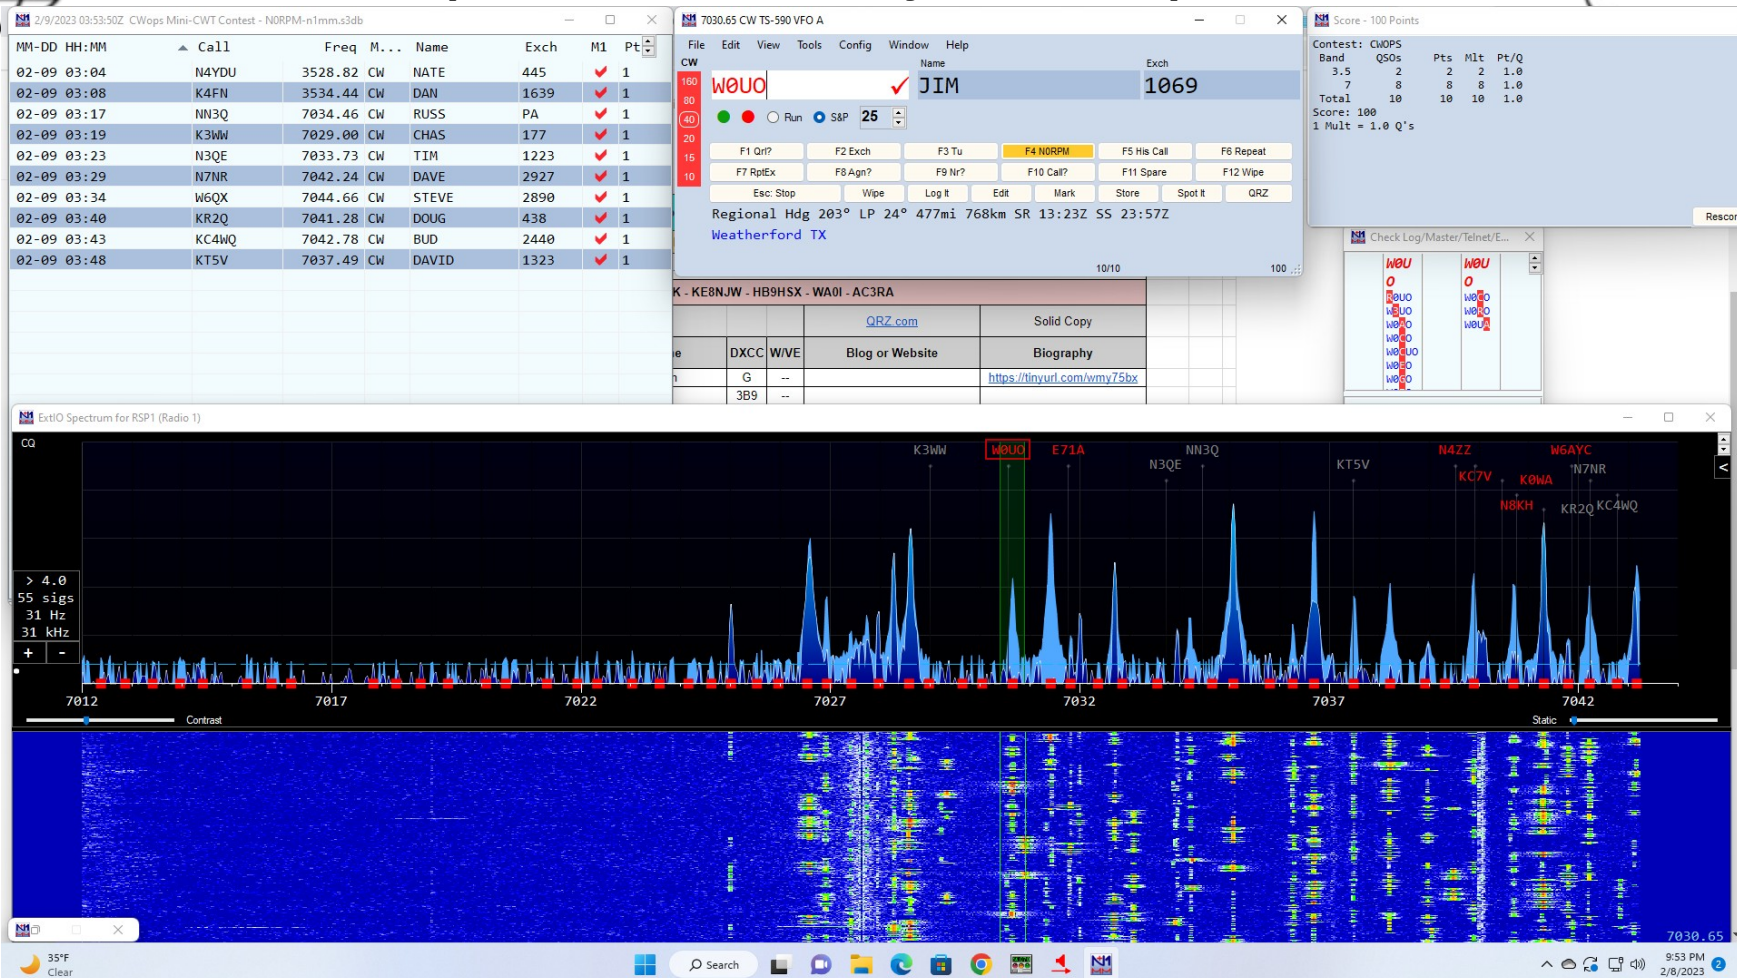 2/9/2023 03:53:50Z CWops Mini-CWT Contest - N0RPM-n1mm.s3db
MM-DD HH:MM Call Freq M... Name Exch M1 Pt
02-09 03:04 N4YDU 3528.82 CW NATE 445 1
02-09 03:08 K4FN 3534.44 CW DAN 1639 1
02-09 03:17 NN3Q 7034.46 CW RUSS PA 1
02-09 03:19 K3WW 7029.00 CW CHAS 177 1
02-09 03:23 N3QE 7033.73 CW TIM 1223 1
02-09 03:29 N7NR 7042.24 CW DAVE 2927 1
02-09 03:34 W6QX 7044.66 CW STEVE 2890 1
02-09 03:40 KR2Q 7041.28 CW DOUG 438 1
02-09 03:43 KC4WQ 7042.78 CW BUD 2440 1
02-09 03:48 KT5V 7037.49 CW DAVID 1323 1
7030.65 CW TS-590 VFO A
File Edit View Tools Config Window Help
CW Name Exch
160 80 40 20 15 10
W0UO JIM 1069
Run S&P 25
F1 Qrl? F2 Exch F3 Tu F4 N0RPM F5 His Call F6 Repeat
F7 RptEx F8 Agn? F9 Nr? F10 Call? F11 Spare F12 Wipe
Esc: Stop Wipe Log It Edit Mark Store Spot It QRZ
Regional Hdg 203° LP 24° 477mi 768km SR 13:23Z SS 23:57Z
Weatherford TX
10/10 100
Score - 100 Points
Contest: CWOPS
Band QSOs Pts Mlt Pt/Q
3.5 2 2 2 1.0
7 8 8 8 1.0
Total 10 10 10 1.0
Score: 100
1 Mult = 1.0 Q's
Rescor
Check Log/Master/Telnet/E...
W0U W0U
O O
R0UO W0CO
W3UO W0RO
W0AO W0UA
W0CO
W0CUO
W0EO
W0GO
K - KE8NJW - HB9HSX - WA0I - AC3RA
QRZ.com Solid Copy
e DXCC W/VE Blog or Website Biography
G -- https://tinyurl.com/wmy75bx
3B9 --
ExtIO Spectrum for RSP1 (Radio 1)
CQ
K3WW W0UO E71A NN3Q N4ZZ W6AYC
N3QE KT5V N7NR
KC7V K0WA
N8KH KR2Q KC4WQ
> 4.0
55 sigs
31 Hz
31 kHz
+ -
<
7012 7017 7022 7027 7032 7037 7042
Contrast Static
7030.65
35°F
Clear
Search
9:53 PM
2/8/2023
2